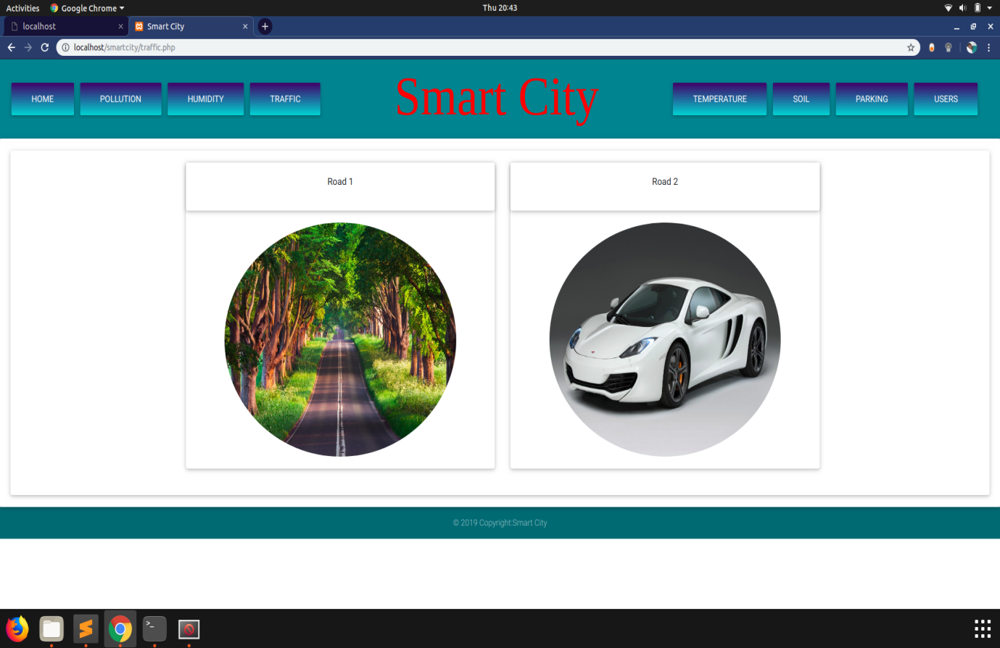 Activities Google Chrome Thu 20:43
localhost Smart City
localhost/smartcity/traffic.php
HOME POLLUTION HUMIDITY TRAFFIC Smart City TEMPERATURE SOIL PARKING USERS
Road 1 Road 2
© 2019 Copyright:Smart City